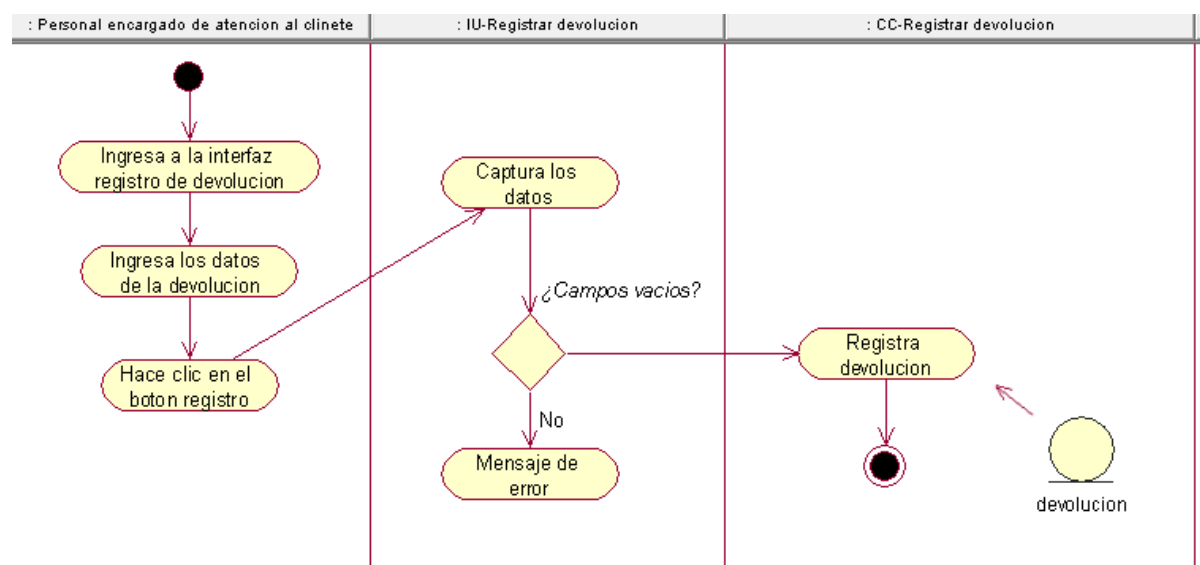 : Personal encargado de atencion al clinete
: IU-Registrar devolucion
: CC-Registrar devolucion
Ingresa a la interfaz
registro de devolucion
Ingresa los datos
de la devolucion
Hace clic en el
boton registro
Captura los
datos
¿Campos vacios?
No
Mensaje de
error
Registra
devolucion
devolucion